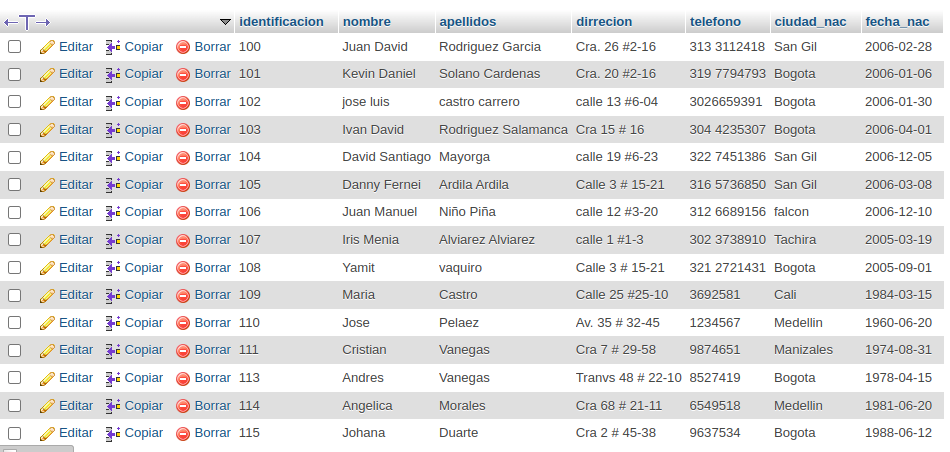 identificacion nombre apellidos dirrecion telefono ciudad_nac fecha_nac
Editar Copiar Borrar 100 Juan David Rodriguez Garcia Cra. 26 #2-16 313 3112418 San Gil 2006-02-28
Editar Copiar Borrar 101 Kevin Daniel Solano Cardenas Cra. 20 #2-16 319 7794793 Bogota 2006-01-06
Editar Copiar Borrar 102 jose luis castro carrero calle 13 #6-04 3026659391 Bogota 2006-01-30
Editar Copiar Borrar 103 Ivan David Rodriguez Salamanca Cra 15 # 16 304 4235307 Bogota 2006-04-01
Editar Copiar Borrar 104 David Santiago Mayorga calle 19 #6-23 322 7451386 San Gil 2006-12-05
Editar Copiar Borrar 105 Danny Fernei Ardila Ardila Calle 3 # 15-21 316 5736850 San Gil 2006-03-08
Editar Copiar Borrar 106 Juan Manuel Niño Piña calle 12 #3-20 312 6689156 falcon 2006-12-10
Editar Copiar Borrar 107 Iris Menia Alviarez Alviarez calle 1 #1-3 302 3738910 Tachira 2005-03-19
Editar Copiar Borrar 108 Yamit vaquiro Calle 3 # 15-21 321 2721431 Bogota 2005-09-01
Editar Copiar Borrar 109 Maria Castro Calle 25 #25-10 3692581 Cali 1984-03-15
Editar Copiar Borrar 110 Jose Pelaez Av. 35 # 32-45 1234567 Medellin 1960-06-20
Editar Copiar Borrar 111 Cristian Vanegas Cra 7 # 29-58 9874651 Manizales 1974-08-31
Editar Copiar Borrar 113 Andres Vanegas Tranvs 48 # 22-10 8527419 Bogota 1978-04-15
Editar Copiar Borrar 114 Angelica Morales Cra 68 # 21-11 6549518 Medellin 1981-06-20
Editar Copiar Borrar 115 Johana Duarte Cra 2 # 45-38 9637534 Bogota 1988-06-12